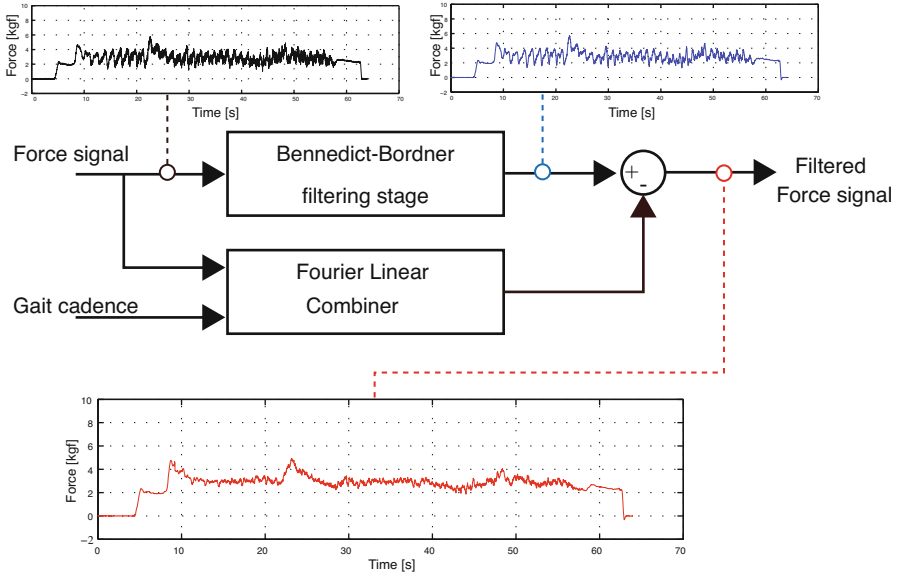 Force [kgf]
10
8
6
4
2
0
−2
0 10 20 30 40 50 60 70
Time [s]
Force [kgf]
10
8
6
4
2
0
−2
0 10 20 30 40 50 60 70
Time [s]
Force signal
Bennedict-Bordner
filtering stage
+
-
Filtered
Force signal
Gait cadence
Fourier Linear
Combiner
Force [kgf]
10
8
6
4
2
0
−2
0 10 20 30 40 50 60 70
Time [s]